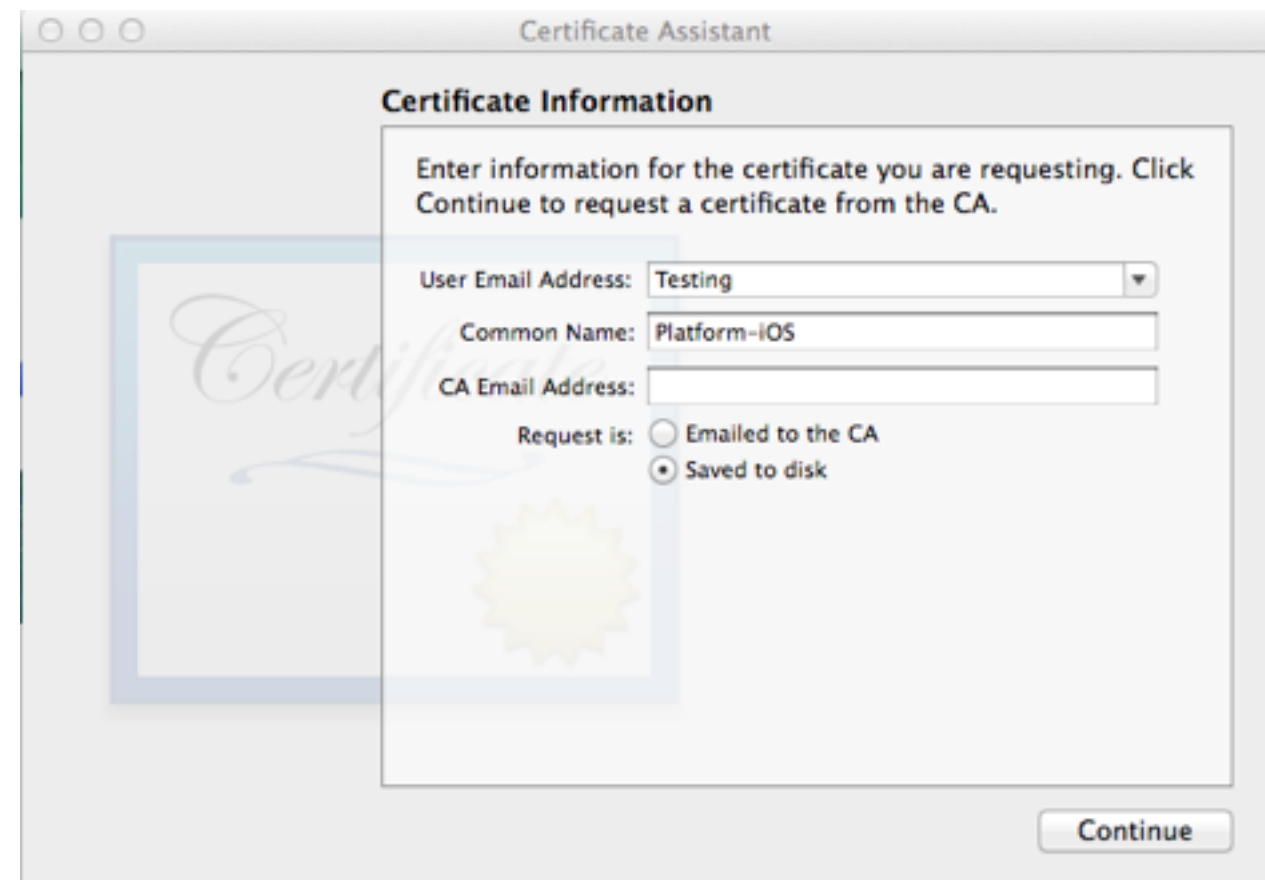 Certificate Assistant
Certificate Information
Enter information for the certificate you are requesting. Click
Continue to request a certificate from the CA.
User Email Address: Testing
Common Name: Platform-iOS
CA Email Address:
Request is: Emailed to the CA
Saved to disk
Certificate
Continue